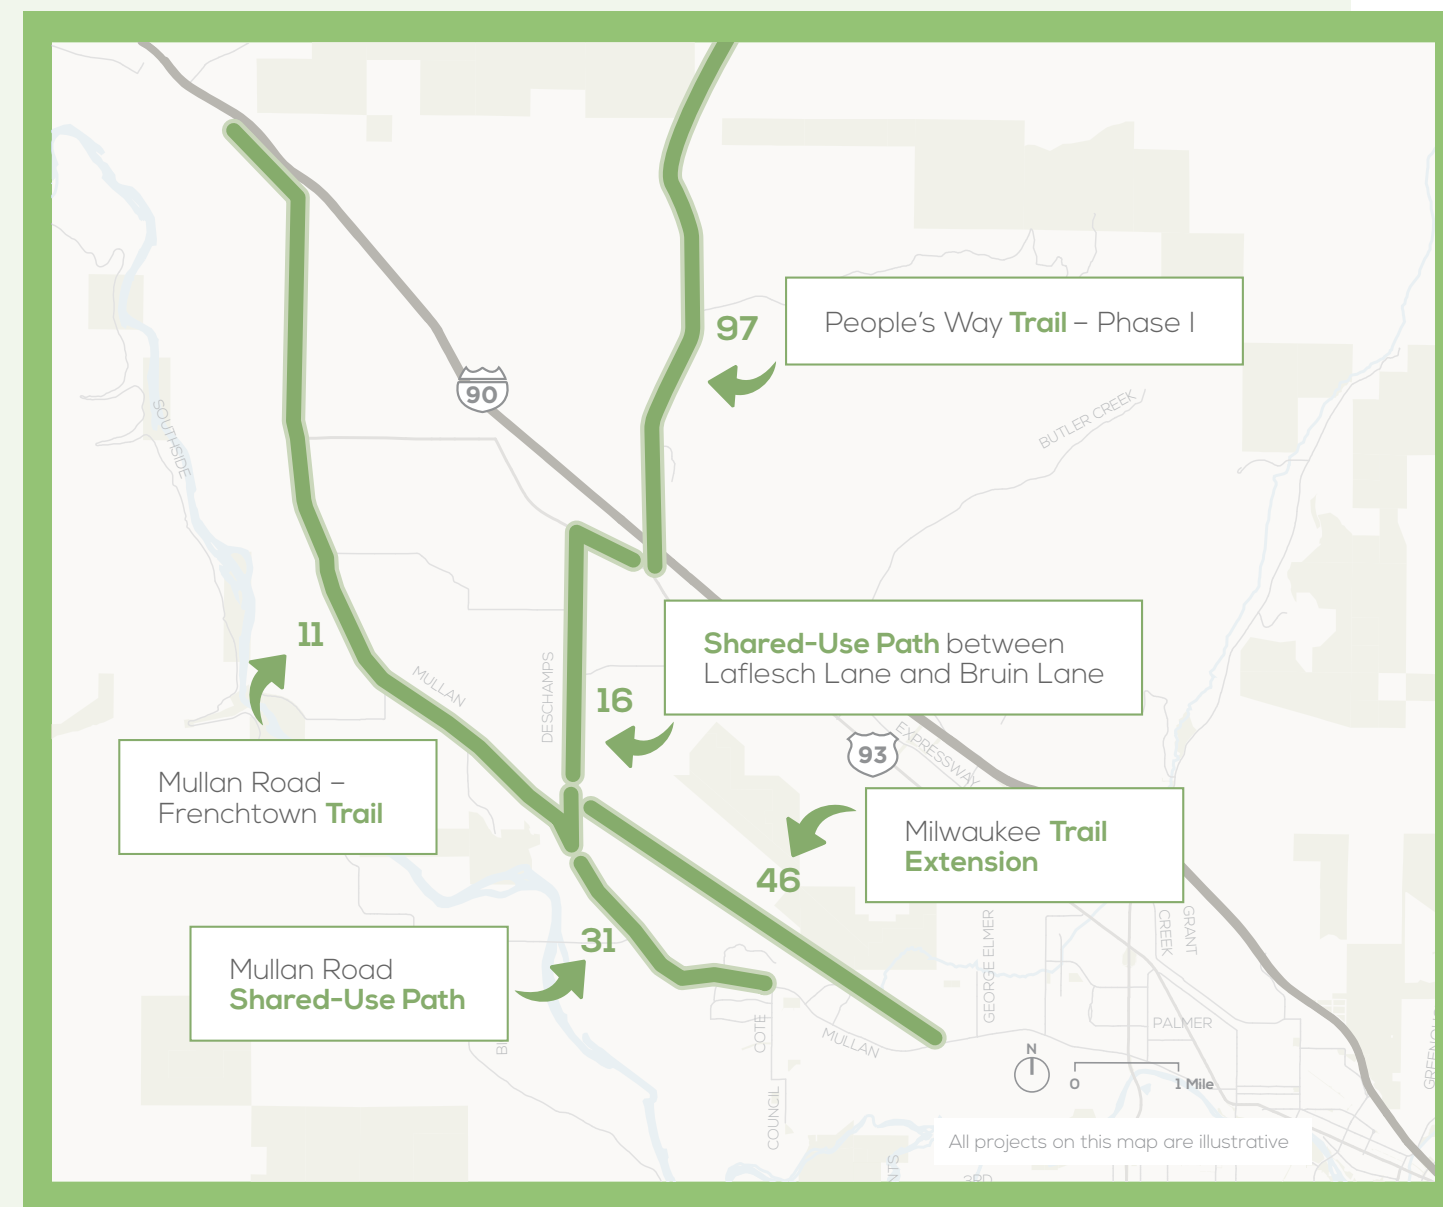 97
People's Way Trail – Phase I
90
BUTLER CREEK
SOUTHSIDE
11
MULLAN
DESCHAMPS
16
Shared-Use Path between
Laflesch Lane and Bruin Lane
EXPRESSWAY
93
Mullan Road –
Frenchtown Trail
Milwaukee Trail
Extension
46
31
Mullan Road
Shared-Use Path
GEORGE ELMER
GRANT
CREEK
PALMER
COTE
MULLAN
COUNCIL
N
0
1 Mile
All projects on this map are illustrative
3RD